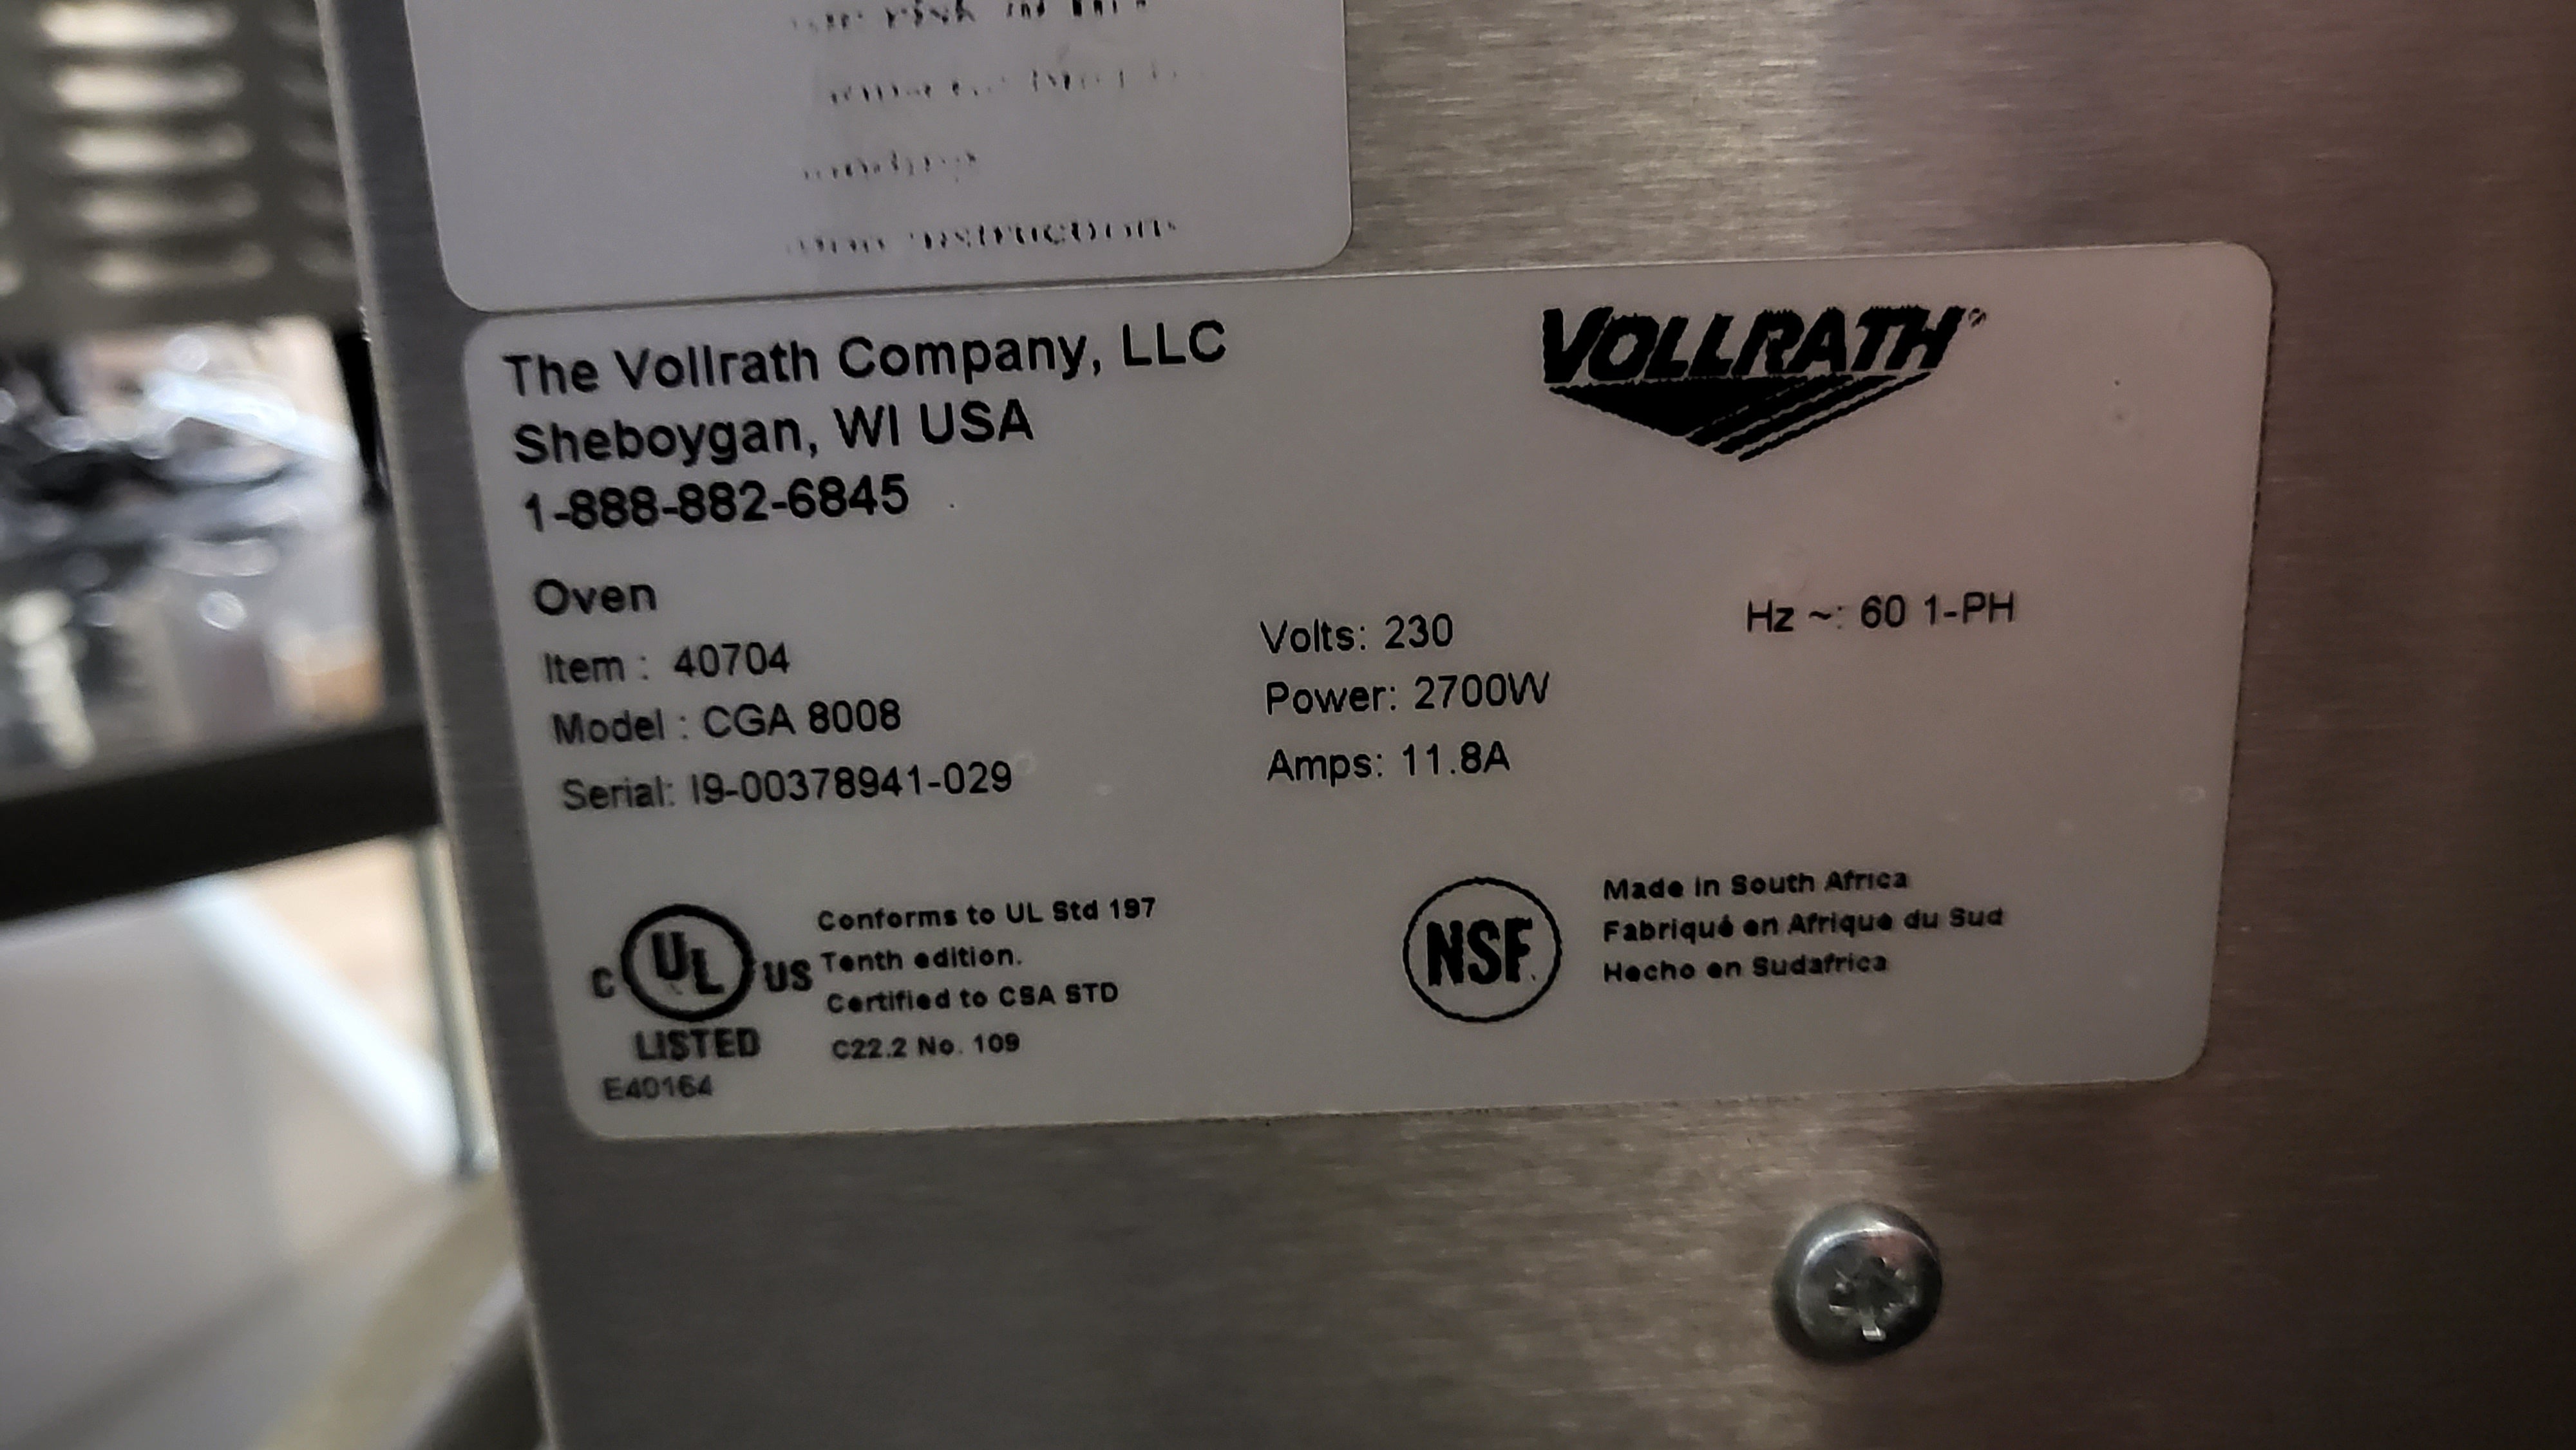 instructions
The Vollrath Company, LLC
Sheboygan, WI USA
1-888-882-6845
VOLLRATH®
Oven
Item : 40704
Model : CGA 8008
Serial: I9-00378941-029
Volts: 230
Power: 2700W
Amps: 11.8A
Hz ~: 60 1-PH
C UL US
LISTED
E40164
Conforms to UL Std 197
Tenth edition.
Certified to CSA STD
C22.2 No. 109
NSF.
Made in South Africa
Fabriqué en Afrique du Sud
Hecho en Sudafrica